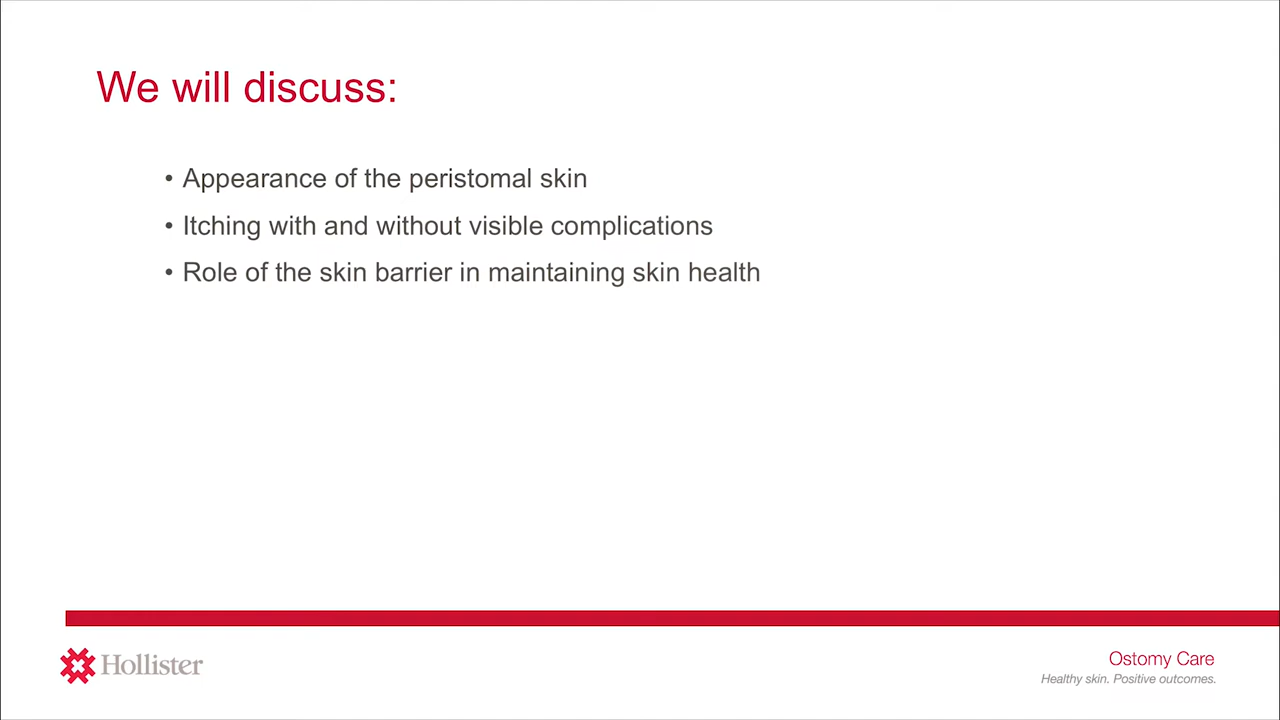 We will discuss:
• Appearance of the peristomal skin
• Itching with and without visible complications
• Role of the skin barrier in maintaining skin health
Hollister
Ostomy Care
Healthy skin. Positive outcomes.